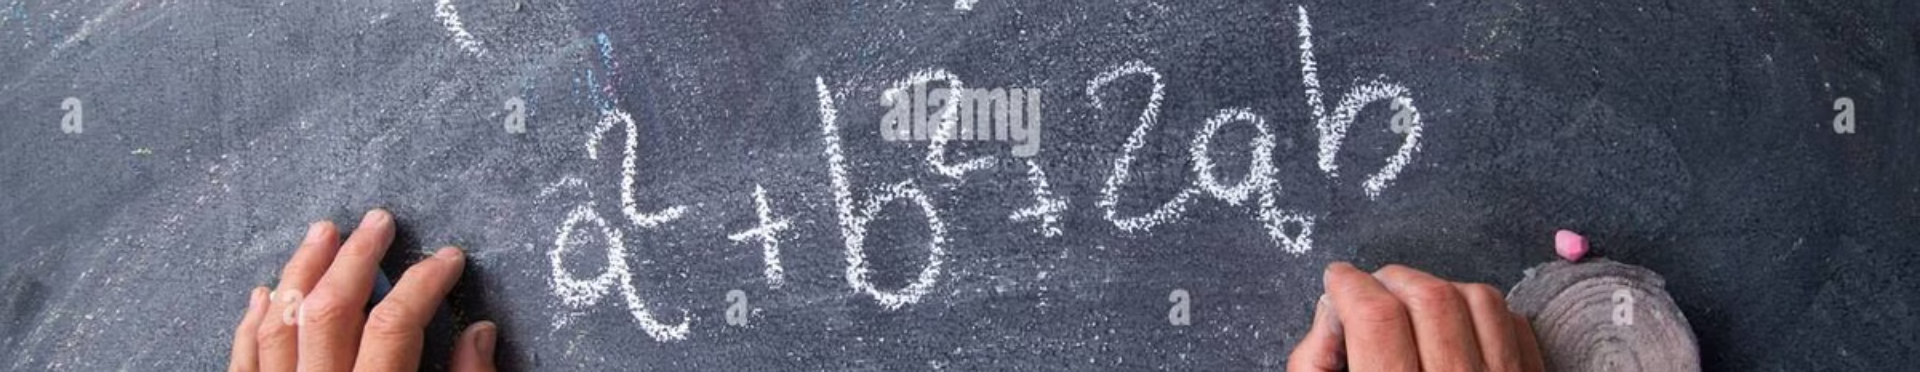 a² + b² + 2ab
alamy